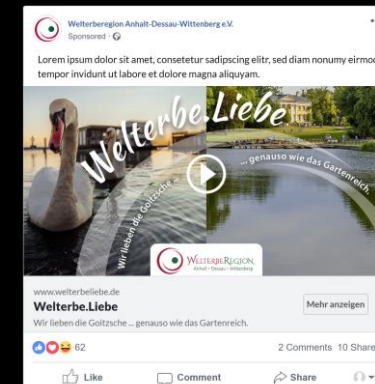 Welterberegion Anhalt-Dessau-Wittenberg e.V.
Sponsored ·
Lorem ipsum dolor sit amet, consetetur sadipscing elitr, sed diam nonumy eirmod
tempor invidunt ut labore et dolore magna aliquyam.
Welterbe.Liebe
Wir lieben die Goitzsche ...
... genauso wie das Gartenreich.
WELTERBEREGION
Anhalt - Dessau - Wittenberg
www.welterbeliebe.de
Welterbe.Liebe
Mehr anzeigen
Wir lieben die Goitzsche ... genauso wie das Gartenreich.
62
2 Comments 10 Share
Like Comment Share